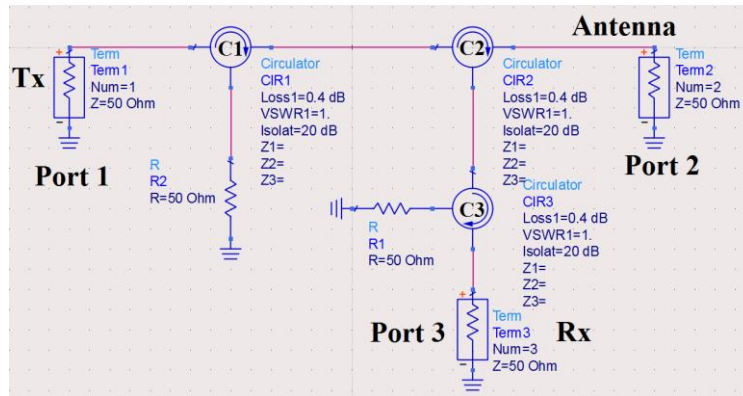 Antenna
C1
C2
Tx
Term
Term1
Num=1
Z=50 Ohm
Circulator
CIR1
Loss1=0.4 dB
VSWR1=1.
Isolat=20 dB
Z1=
Z2=
Z3=
Circulator
CIR2
Loss1=0.4 dB
VSWR1=1.
Isolat=20 dB
Z1=
Z2=
Z3=
Term
Term2
Num=2
Z=50 Ohm
Port 1
Port 2
R
R2
R=50 Ohm
C3
Circulator
CIR3
Loss1=0.4 dB
VSWR1=1.
Isolat=20 dB
Z1=
Z2=
Z3=
R
R1
R=50 Ohm
Port 3
Term
Term3
Num=3
Z=50 Ohm
Rx